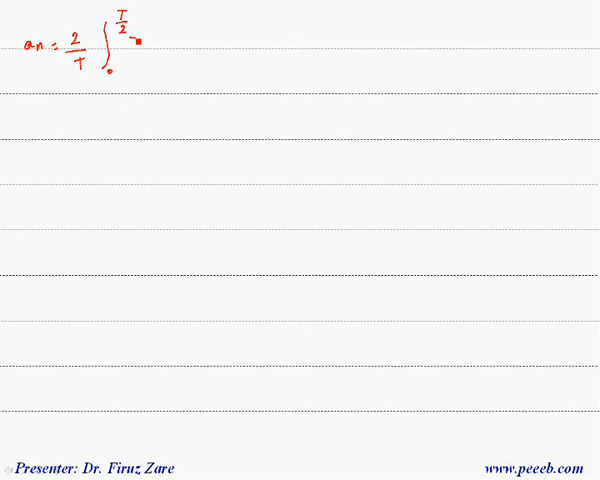 an = 2/T ∫₀^{T/2}
Presenter: Dr. Firuz Zare
www.peeeb.com